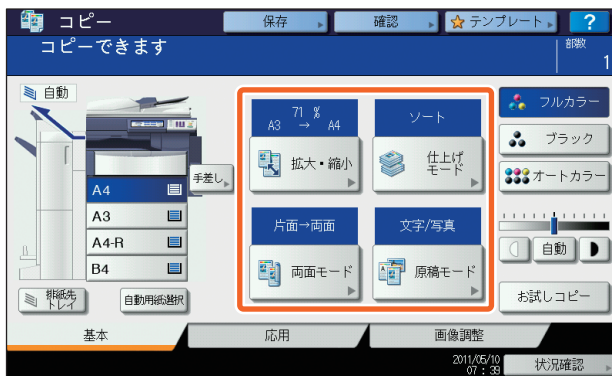 コピー
保存
確認
テンプレート
?
コピーできます
部数
1
自動
71 %
A3 → A4
ソート
フルカラー
拡大・縮小
仕上げ
モード
ブラック
手差し
オートカラー
A4
A3
片面→両面
文字/写真
A4-R
両面モード
原稿モード
自動
B4
排紙先
トレイ
自動用紙選択
お試しコピー
基本
応用
画像調整
2011/05/10
07 : 39
状況確認